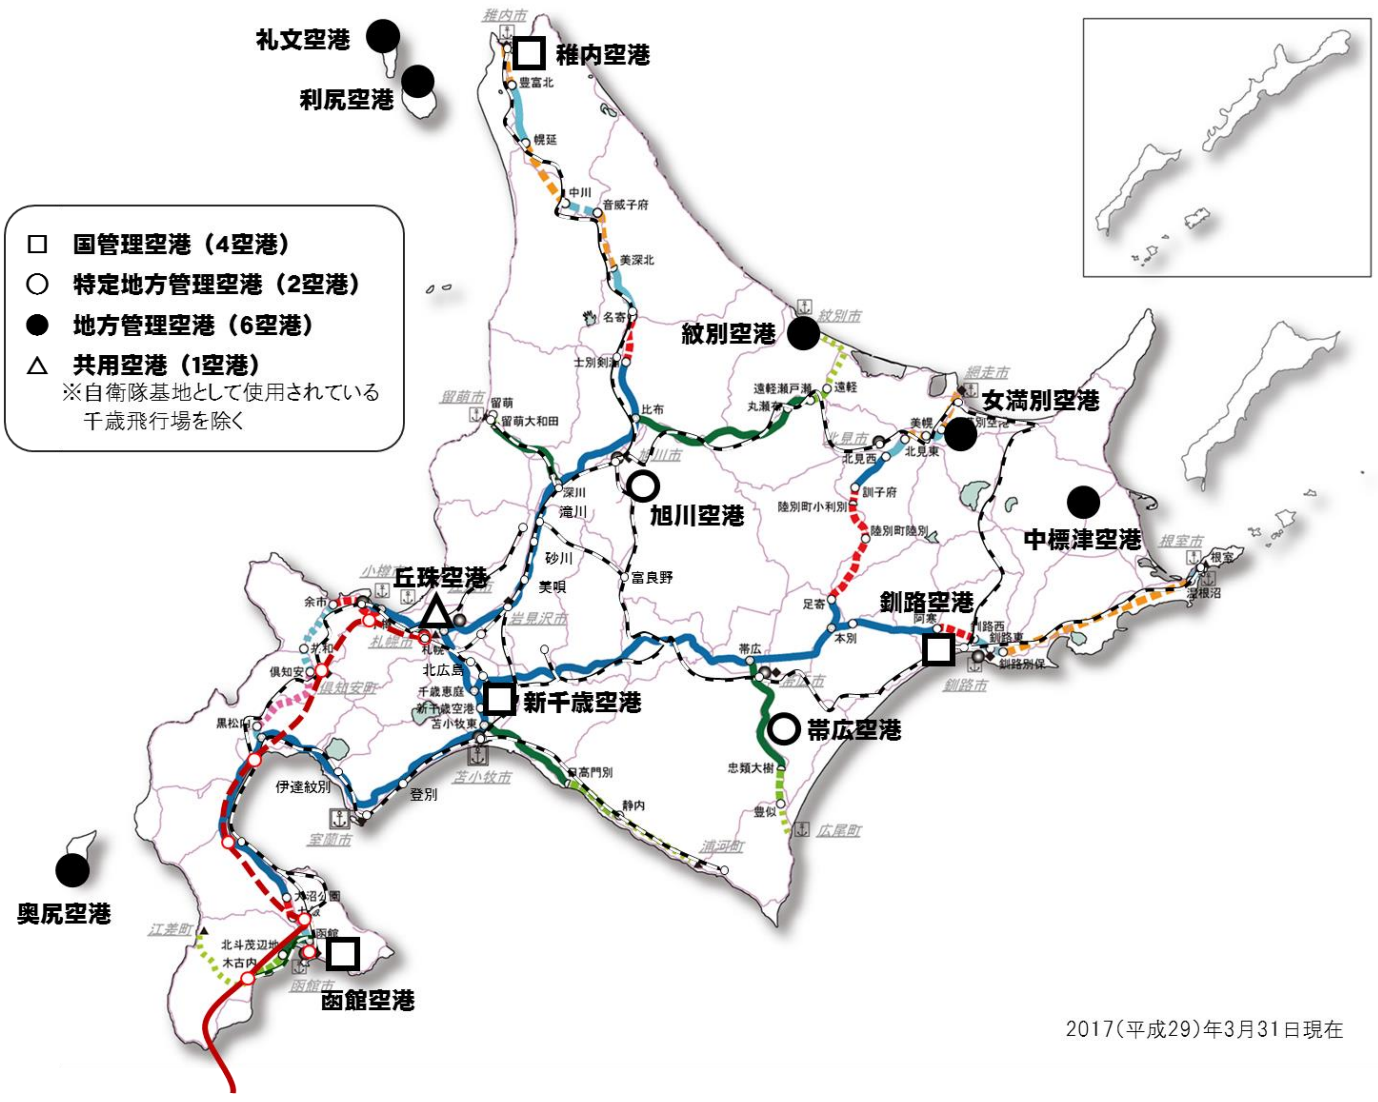 稚内市
礼文空港
稚内空港
利尻空港
豊富北
幌延
中川
音威子府
美深北
名寄
国管理空港(4空港)
特定地方管理空港(2空港)
地方管理空港(6空港)
共用空港(1空港)
※自衛隊基地として使用されている
千歳飛行場を除く
紋別市
紋別空港
士別剣淵
網走市
遠軽瀬戸瀬
遠軽
丸瀬布
女満別空港
留萌市
留萌
留萌大和田
比布
美幌
北見市
北見西
北見東
旭川市
旭川空港
深川
滝川
訓子府
陸別町小利別
陸別町陸別
中標津空港
根室市
根室
温根沼
砂川
美唄
富良野
小樽市
丘珠空港
余市
岩見沢市
札幌市
札幌
足寄
釧路空港
阿寒
本別
釧路西
釧路東
釧路別保
釧路市
共和
倶知安
倶知安町
北広島
千歳恵庭
新千歳空港
新千歳空港
苫小牧東
苫小牧市
帯広
帯広市
帯広空港
黒松内
伊達紋別
登別
室蘭市
日高門別
静内
浦河町
忠類大樹
豊似
広尾町
奥尻空港
大沼公園
江差町
北斗茂辺地
函館
木古内
函館市
函館空港
2017(平成29)年3月31日現在